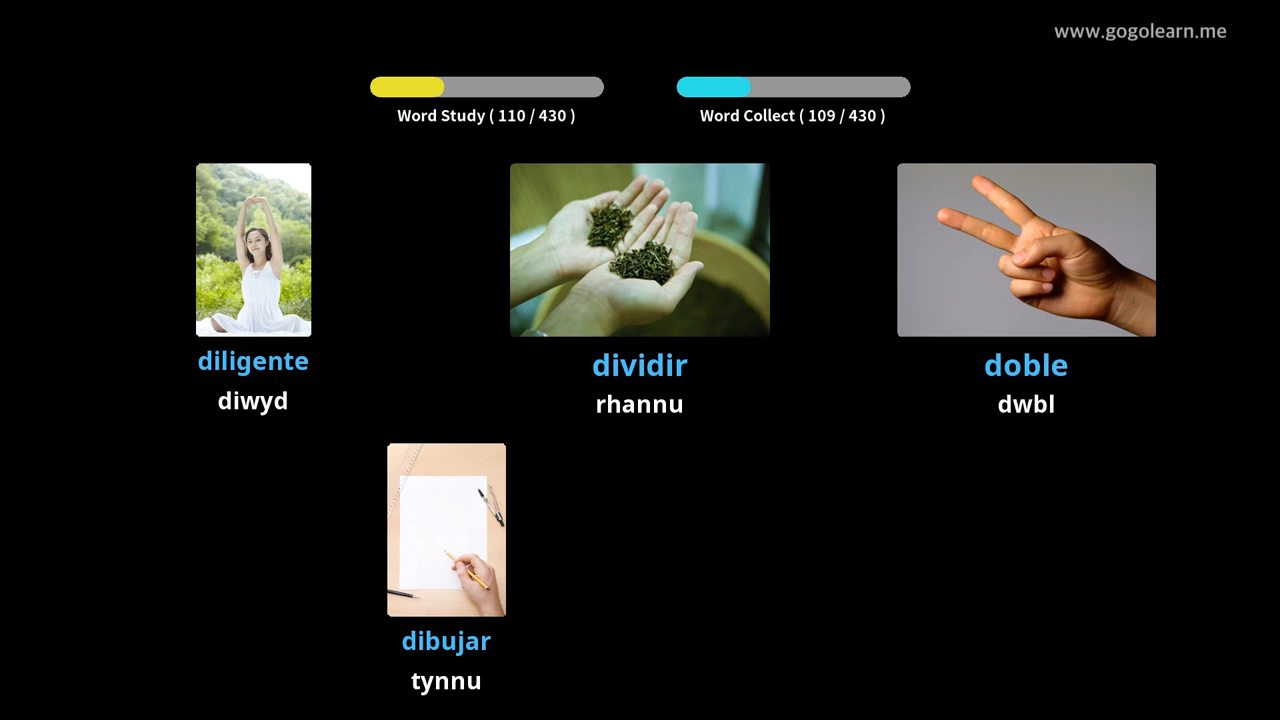 www.gogolearn.me
Word Study ( 110 / 430 )
Word Collect ( 109 / 430 )
diligente
diwyd
dividir
rhannu
doble
dwbl
dibujar
tynnu